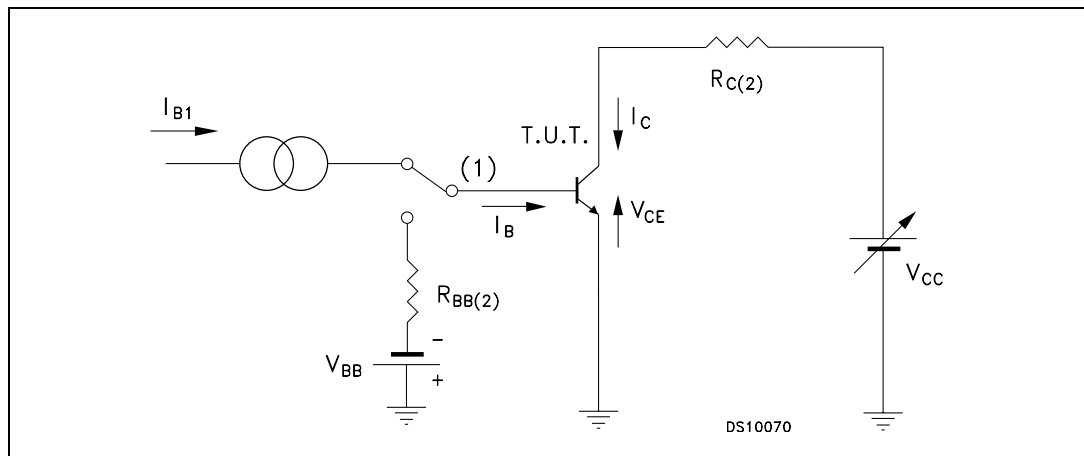 R_C(2)
I_B1
I_C
T.U.T.
(1)
V_CE
I_B
V_CC
R_BB(2)
-
V_BB
+
DS10070